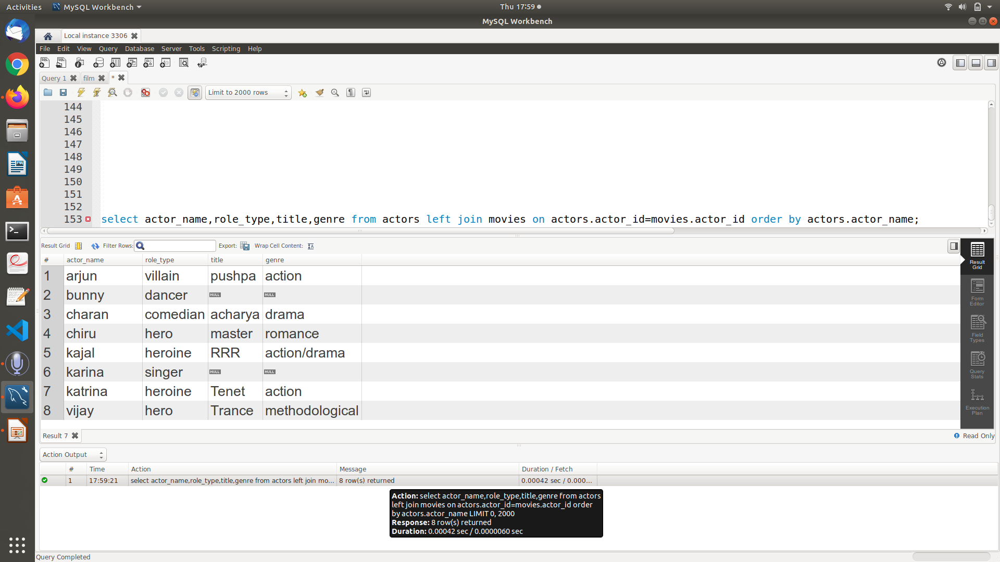 Activities MySQL Workbench Thu 17:59
MySQL Workbench
Local instance 3306
File Edit View Query Database Server Tools Scripting Help
Query 1 film *
Limit to 2000 rows
144
145
146
147
148
149
150
151
152
153 select actor_name,role_type,title,genre from actors left join movies on actors.actor_id=movies.actor_id order by actors.actor_name;
Result Grid Filter Rows: Export: Wrap Cell Content:
# actor_name role_type title genre
1 arjun villain pushpa action
2 bunny dancer NULL NULL
3 charan comedian acharya drama
4 chiru hero master romance
5 kajal heroine RRR action/drama
6 karina singer NULL NULL
7 katrina heroine Tenet action
8 vijay hero Trance methodological
Result
Grid
Form
Editor
Field
Types
Query
Stats
Execution
Plan
Result 7 Read Only
Action Output
# Time Action Message Duration / Fetch
1 17:59:21 select actor_name,role_type,title,genre from actors left join mo... 8 row(s) returned 0.00042 sec / 0.000...
Action: select actor_name,role_type,title,genre from actors
left join movies on actors.actor_id=movies.actor_id order
by actors.actor_name LIMIT 0, 2000
Response: 8 row(s) returned
Duration: 0.00042 sec / 0.0000060 sec
Query Completed